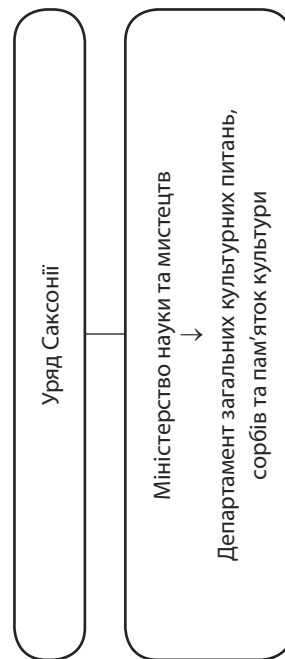 Уряд Саксонії
Міністерство науки та мистецтв
↓
Департамент загальних культурних питань,
сорбів та пам’яток культури